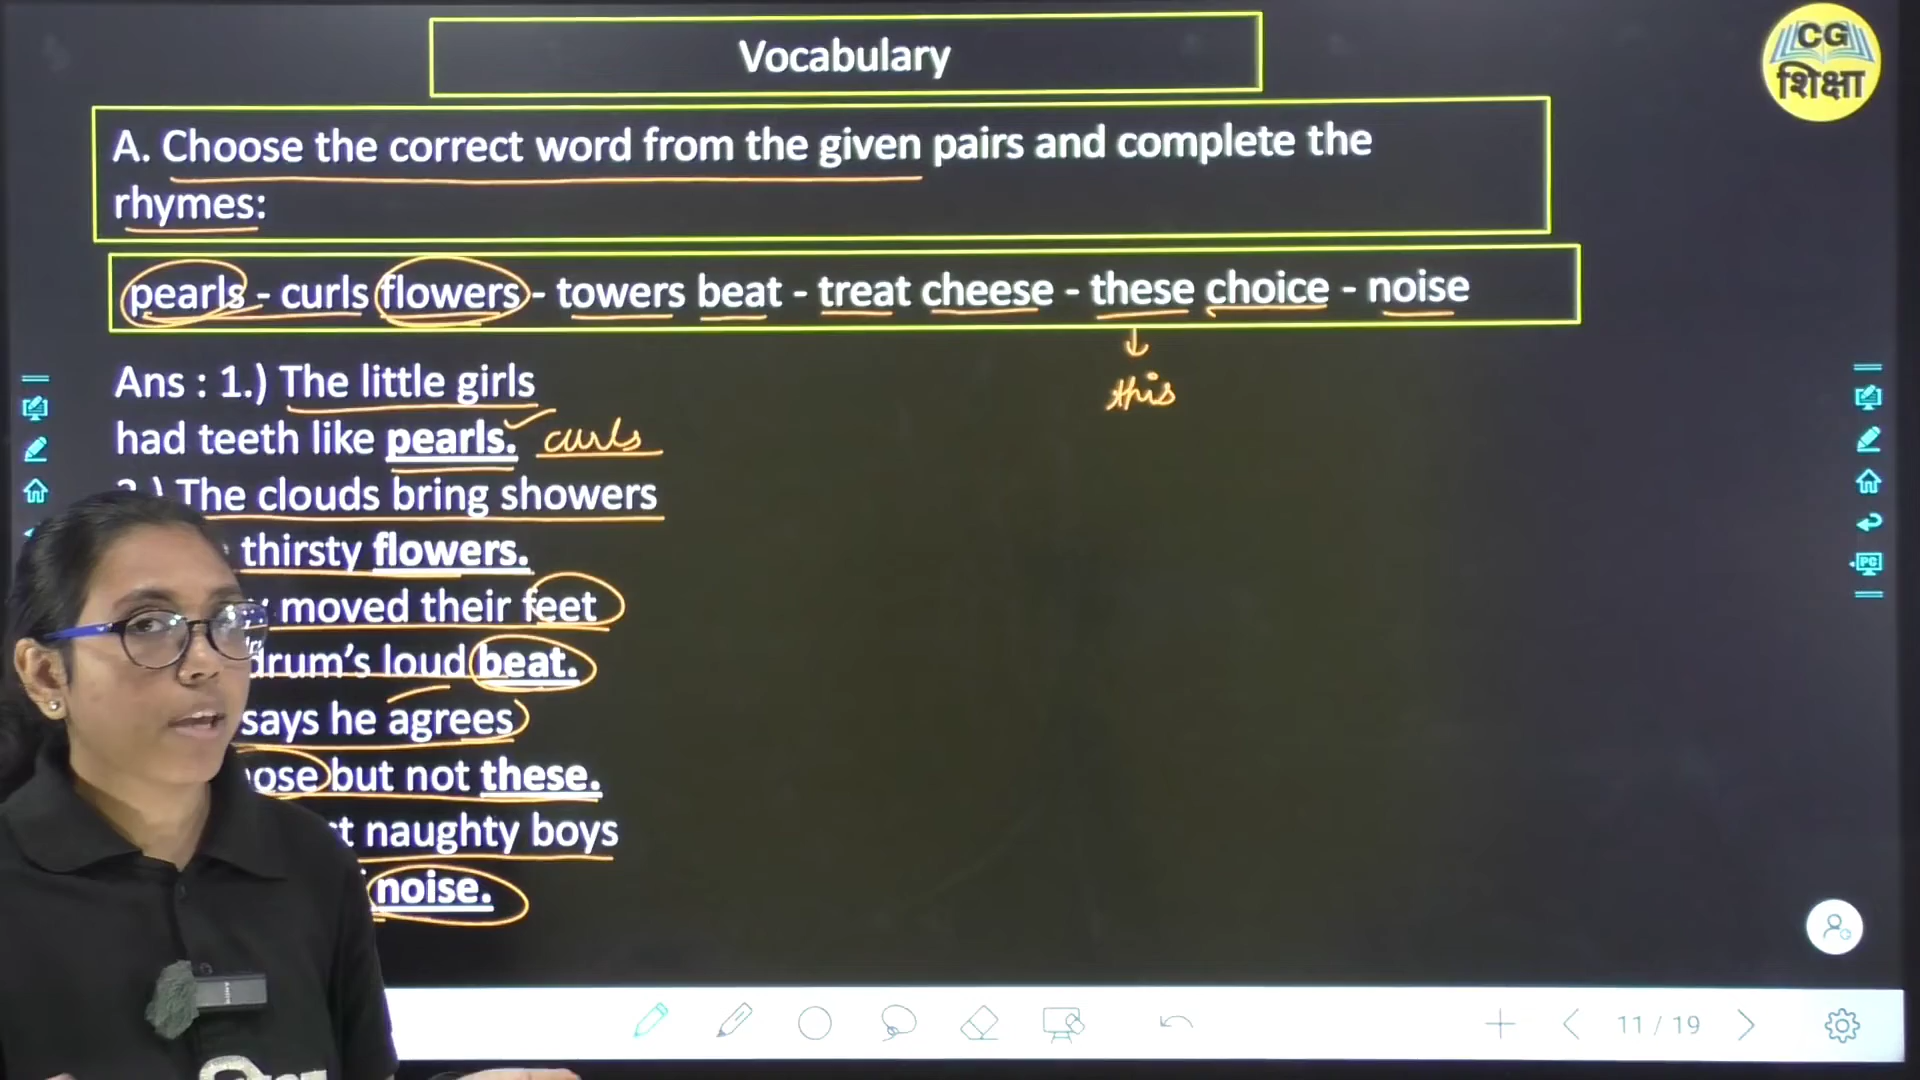 Vocabulary
CG
शिक्षा
A. Choose the correct word from the given pairs and complete the
rhymes:
pearls - curls flowers - towers beat - treat cheese - these choice - noise
this
Ans : 1.) The little girls
had teeth like pearls. curls
The clouds bring showers
thirsty flowers.
moved their feet
drum's loud beat.
says he agrees
but not these.
naughty boys
noise.
PC
11 / 19